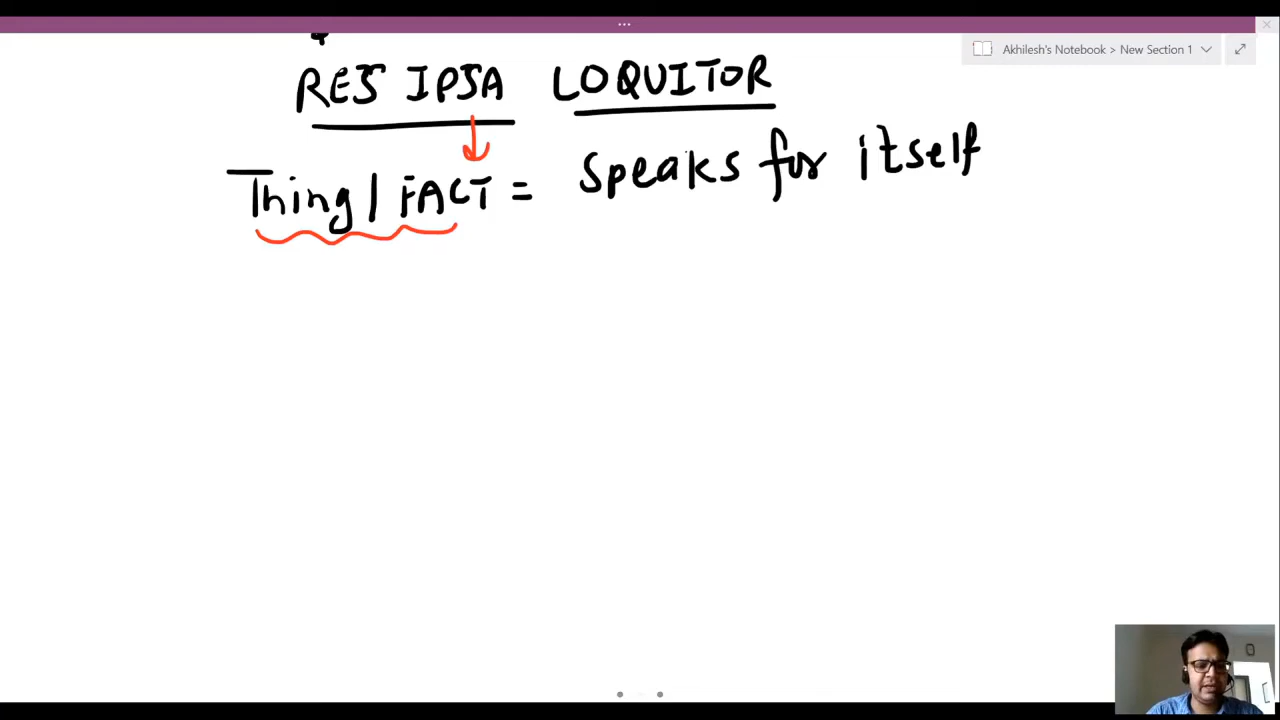 Akhilesh's Notebook > New Section 1
RES IPSA LOQUITOR
Thing / FACT = Speaks for itself